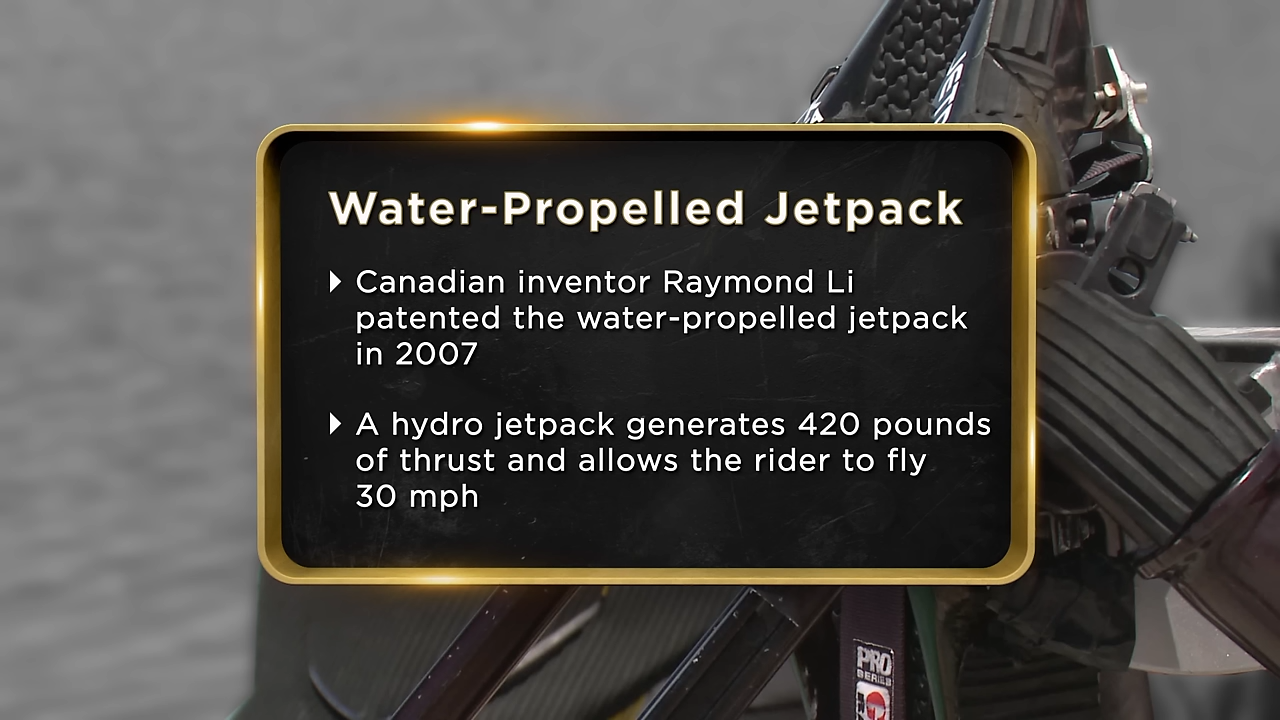 Water-Propelled Jetpack
Canadian inventor Raymond Li
patented the water-propelled jetpack
in 2007
A hydro jetpack generates 420 pounds
of thrust and allows the rider to fly
30 mph
PRO
SERIES